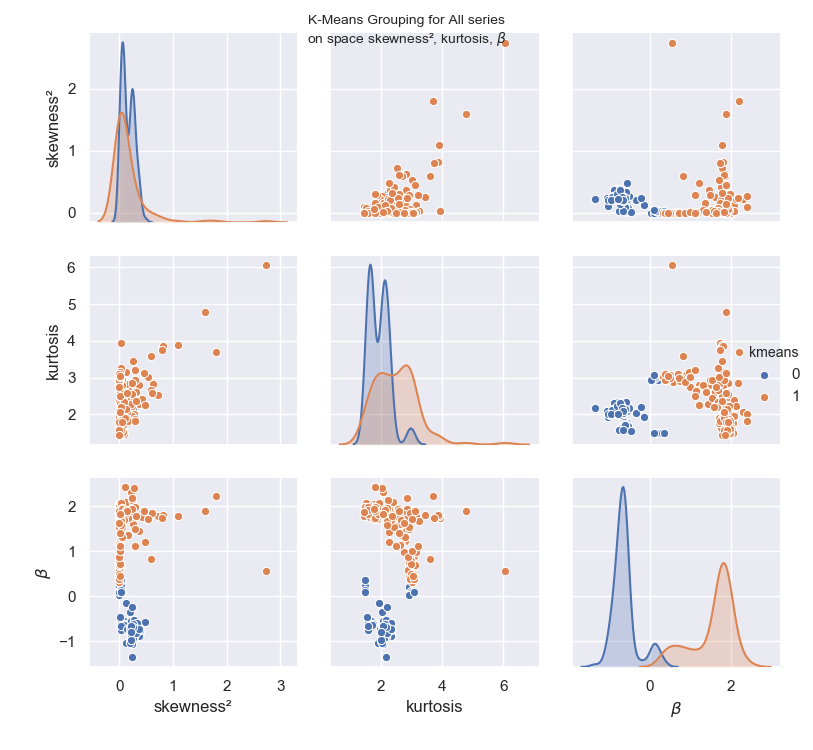 K-Means Grouping for All series
on space skewness², kurtosis, β
skewness²
2
1
0
kurtosis
6
5
4
3
2
kmeans
0
1
β
2
1
0
−1
0 1 2 3
2 4 6
0 2
skewness²
kurtosis
β